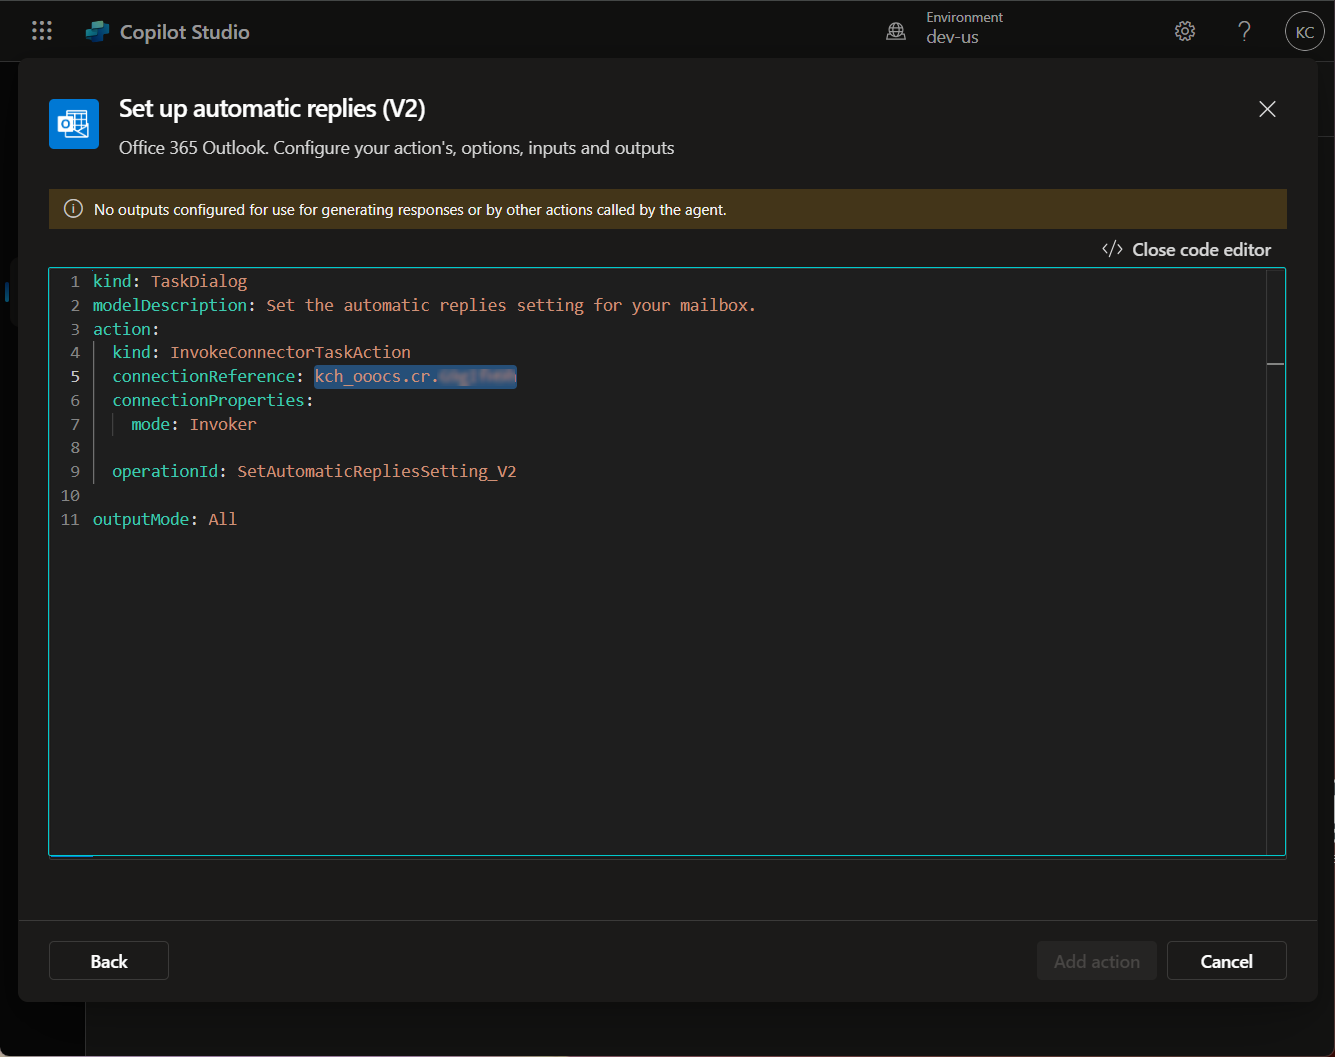 Copilot Studio
Environment
dev-us
KC
Set up automatic replies (V2)
Office 365 Outlook. Configure your action's, options, inputs and outputs
No outputs configured for use for generating responses or by other actions called by the agent.
</> Close code editor
1 kind: TaskDialog
2 modelDescription: Set the automatic replies setting for your mailbox.
3 action:
4 kind: InvokeConnectorTaskAction
5 connectionReference: kch_ooocs.cr.
6 connectionProperties:
7 mode: Invoker
8
9 operationId: SetAutomaticRepliesSetting_V2
10
11 outputMode: All
Back
Add action
Cancel